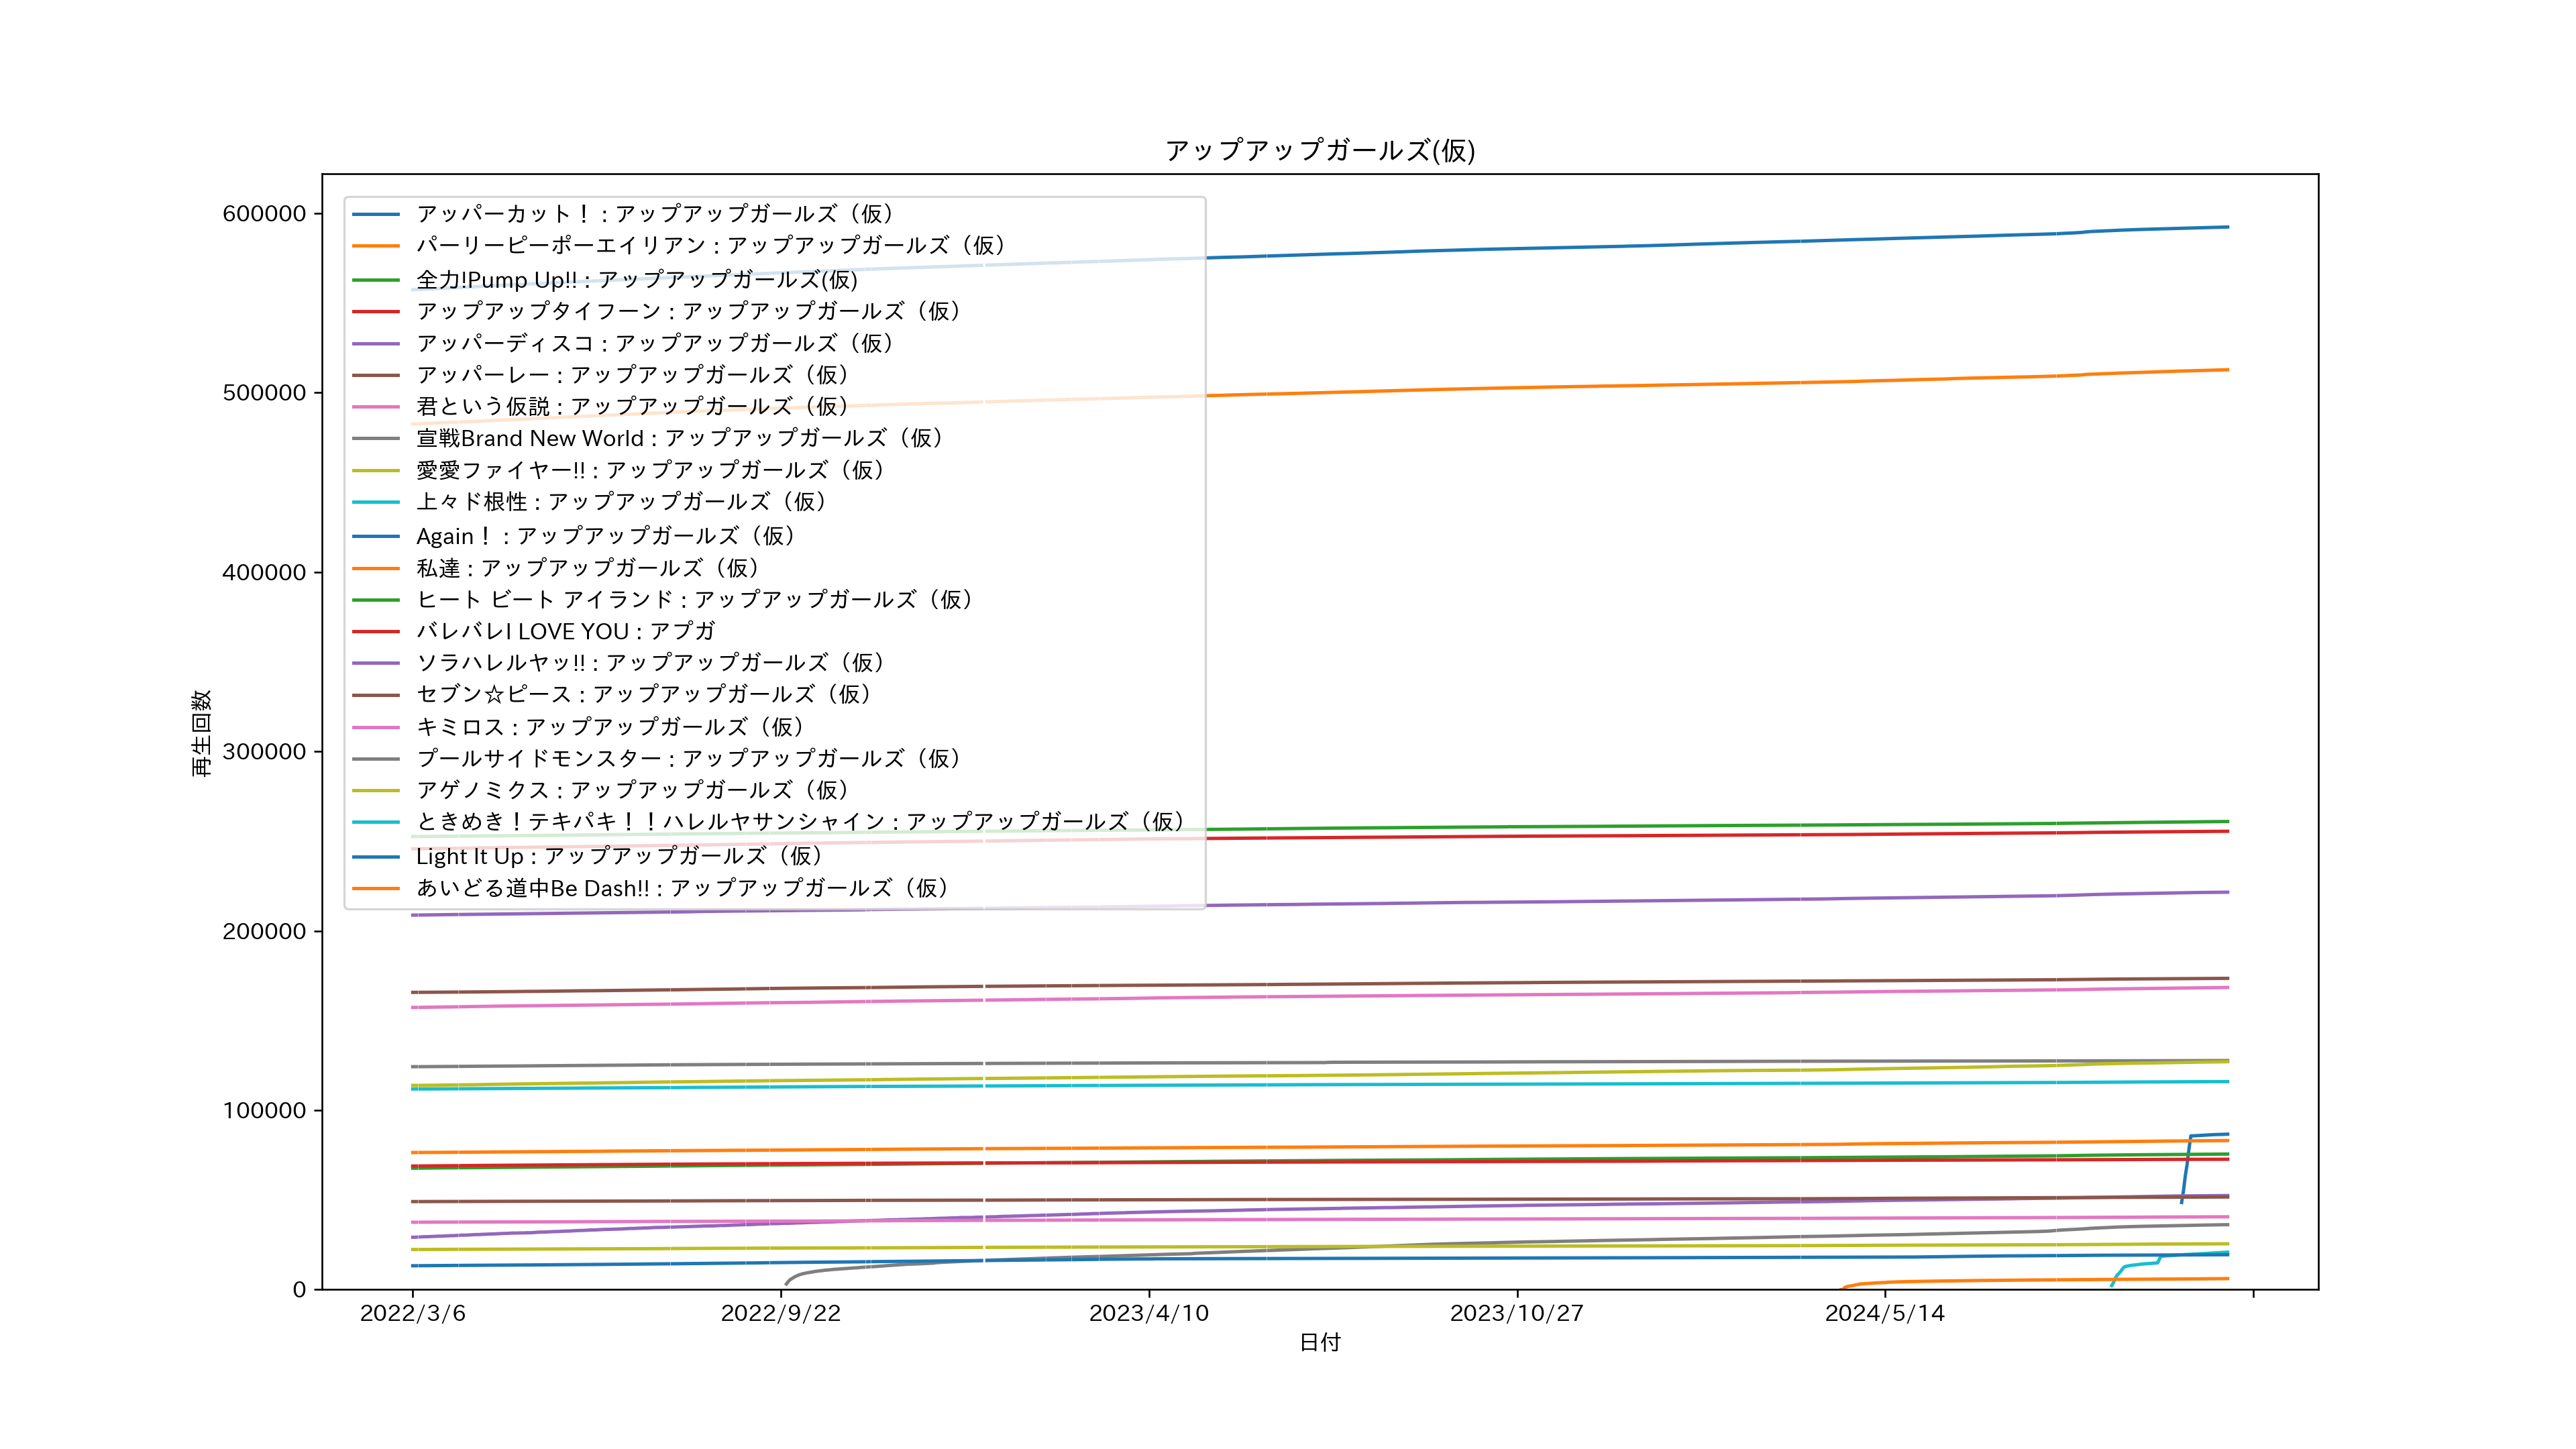 アップアップガールズ(仮)
600000
500000
400000
300000
200000
100000
0
再生回数
アッパーカット！ : アップアップガールズ（仮）
パーリーピーポーエイリアン : アップアップガールズ（仮）
全力!Pump Up!! : アップアップガールズ(仮)
アップアップタイフーン : アップアップガールズ（仮）
アッパーディスコ : アップアップガールズ（仮）
アッパーレー : アップアップガールズ（仮）
君という仮説 : アップアップガールズ（仮）
宣戦Brand New World : アップアップガールズ（仮）
愛愛ファイヤー!! : アップアップガールズ（仮）
上々ド根性 : アップアップガールズ（仮）
Again！ : アップアップガールズ（仮）
私達 : アップアップガールズ（仮）
ヒート ビート アイランド : アップアップガールズ（仮）
バレバレI LOVE YOU : アプガ
ソラハレルヤッ!! : アップアップガールズ（仮）
セブン☆ピース : アップアップガールズ（仮）
キミロス : アップアップガールズ（仮）
プールサイドモンスター : アップアップガールズ（仮）
アゲノミクス : アップアップガールズ（仮）
ときめき！テキパキ！！ハレルヤサンシャイン : アップアップガールズ（仮）
Light It Up : アップアップガールズ（仮）
あいどる道中Be Dash!! : アップアップガールズ（仮）
2022/3/6
2022/9/22
2023/4/10
2023/10/27
2024/5/14
日付